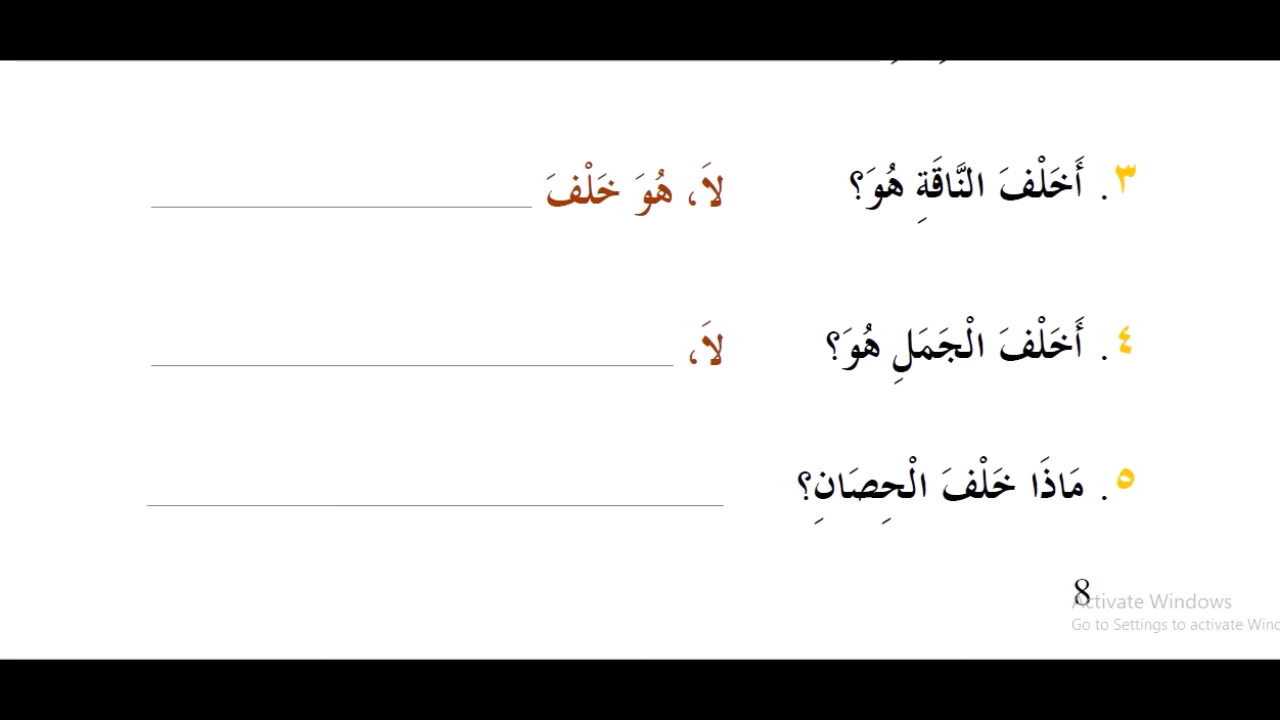 ٣. أَخَلْفَ النَّاقَةِ هُوَ؟ لاَ، هُوَ خَلْفَ
٤. أَخَلْفَ الْجَمَلِ هُوَ؟ لاَ،
٥. مَاذَا خَلْفَ الْحِصَانِ؟
8
Activate Windows
Go to Settings to activate Wind